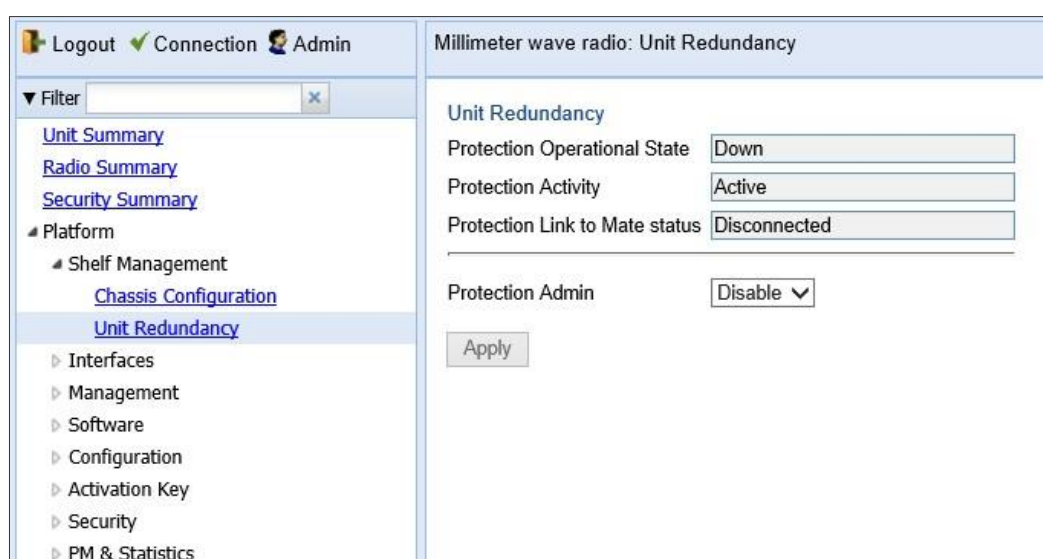 Logout Connection Admin
Millimeter wave radio: Unit Redundancy
Filter
Unit Summary
Radio Summary
Security Summary
Platform
Shelf Management
Chassis Configuration
Unit Redundancy
Interfaces
Management
Software
Configuration
Activation Key
Security
PM & Statistics
Unit Redundancy
Protection Operational State Down
Protection Activity Active
Protection Link to Mate status Disconnected
Protection Admin Disable
Apply